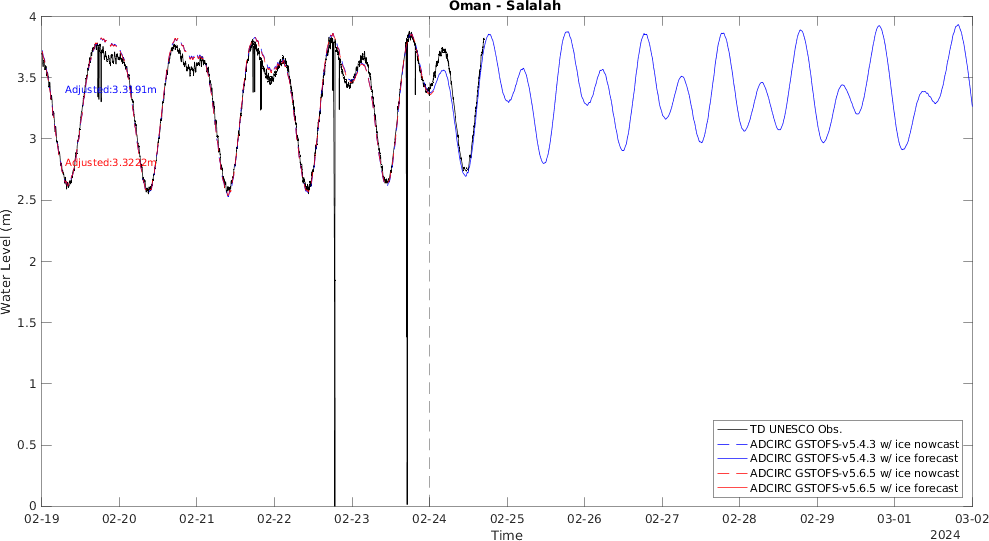 Oman - Salalah
4
3.5
3
2.5
2
1.5
1
0.5
0
Water Level (m)
Adjusted:3.3191m
Adjusted:3.3222m
TD UNESCO Obs.
ADCIRC GSTOFS-v5.4.3 w/ ice nowcast
ADCIRC GSTOFS-v5.4.3 w/ ice forecast
ADCIRC GSTOFS-v5.6.5 w/ ice nowcast
ADCIRC GSTOFS-v5.6.5 w/ ice forecast
02-19 02-20 02-21 02-22 02-23 02-24 02-25 02-26 02-27 02-28 02-29 03-01 03-02
Time
2024